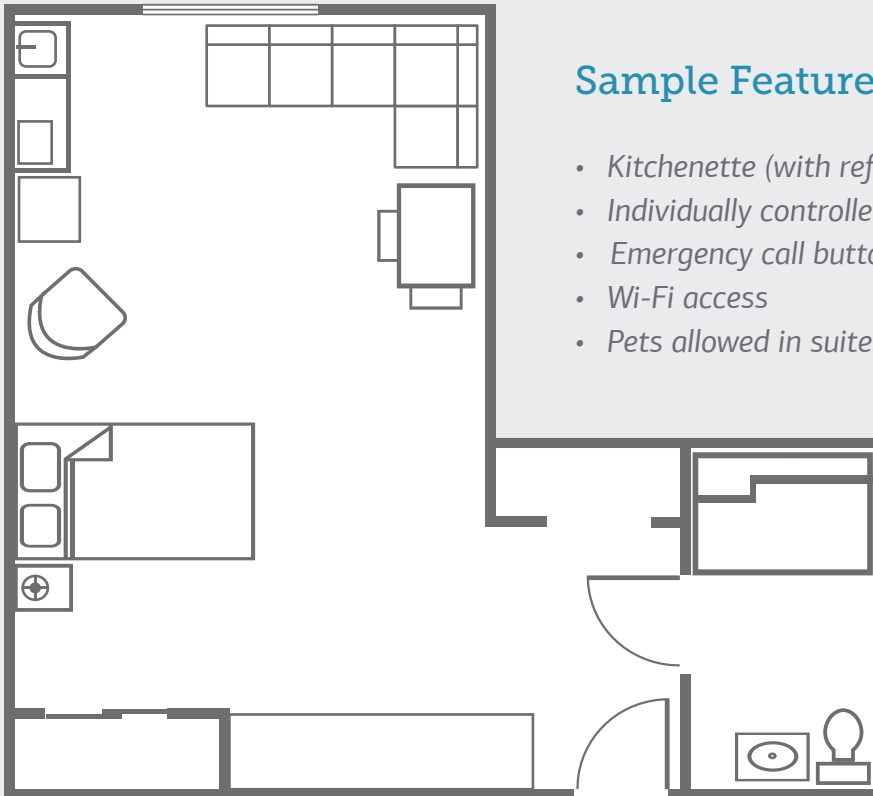 Sample Feature
• Kitchenette (with ref
• Individually controlle
• Emergency call butto
• Wi-Fi access
• Pets allowed in suite